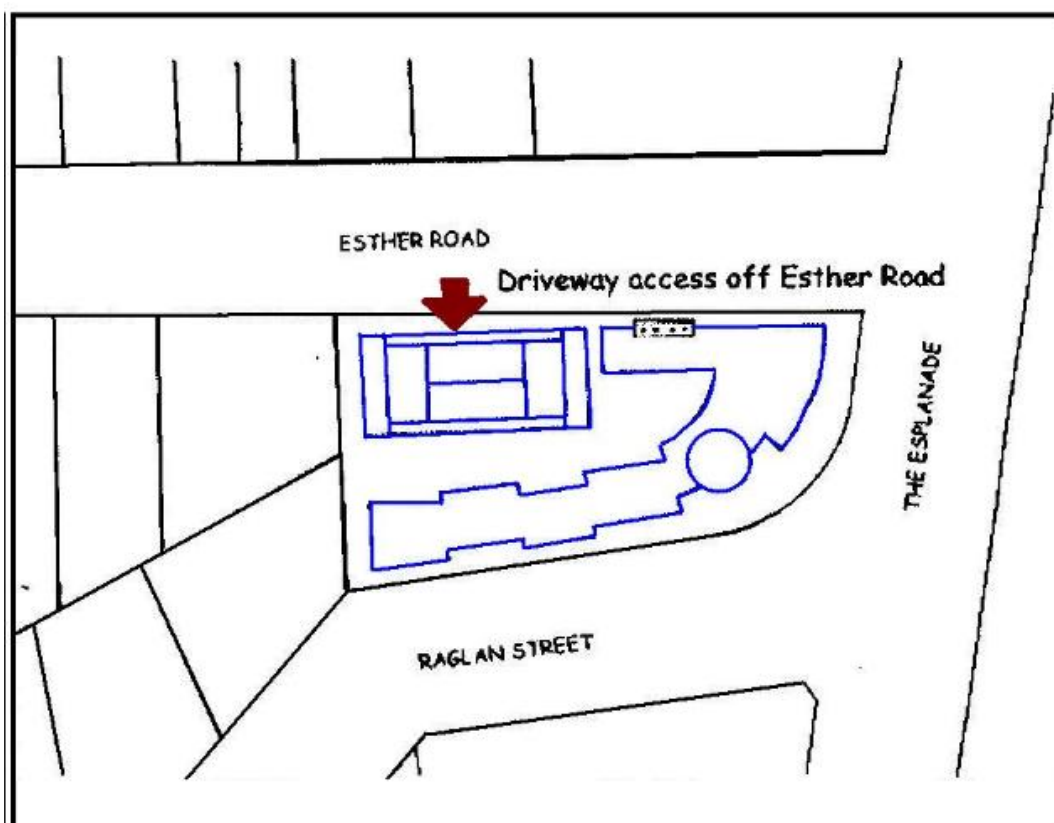 ESTHER ROAD
Driveway access off Esther Road
THE ESPLANADE
RAGLAN STREET